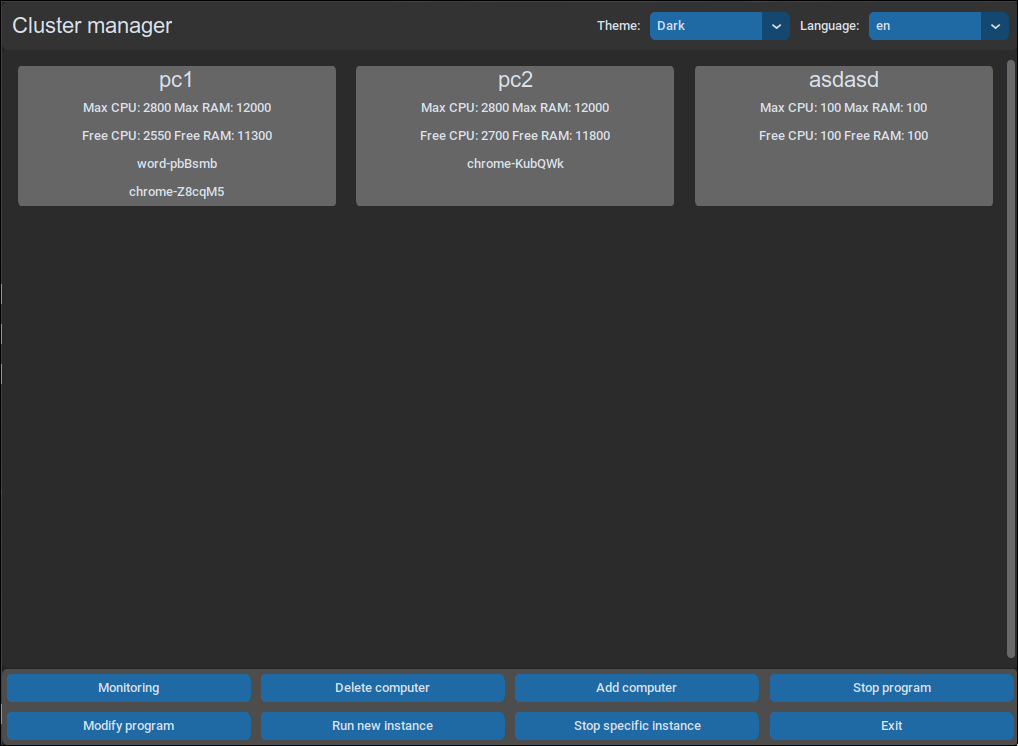 Cluster manager
Theme: Dark Language: en
pc1
Max CPU: 2800 Max RAM: 12000
Free CPU: 2550 Free RAM: 11300
word-pbBsmb
chrome-Z8cqM5
pc2
Max CPU: 2800 Max RAM: 12000
Free CPU: 2700 Free RAM: 11800
chrome-KubQWk
asdasd
Max CPU: 100 Max RAM: 100
Free CPU: 100 Free RAM: 100
Monitoring Delete computer Add computer Stop program
Modify program Run new instance Stop specific instance Exit